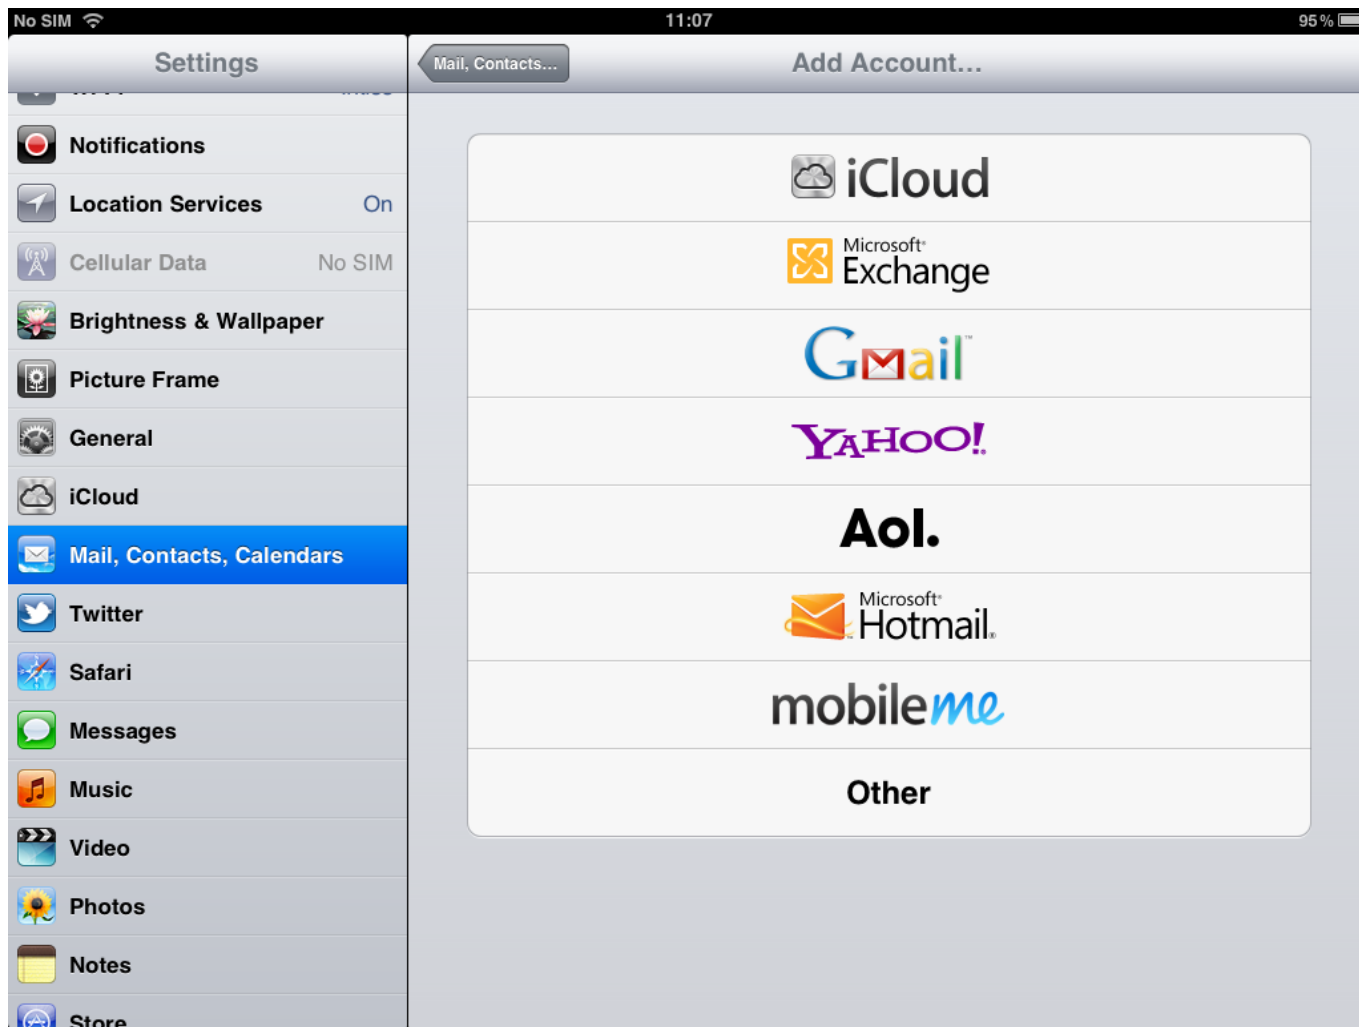 No SIM
11:07
95%
Settings
Mail, Contacts...
Add Account...
Notifications
Location Services
On
Cellular Data
No SIM
Brightness & Wallpaper
Picture Frame
General
iCloud
Mail, Contacts, Calendars
Twitter
Safari
Messages
Music
Video
Photos
Notes
Store
iCloud
Microsoft®
Exchange
Gmail™
YAHOO!®
Aol.
Microsoft®
Hotmail®
mobileme
Other